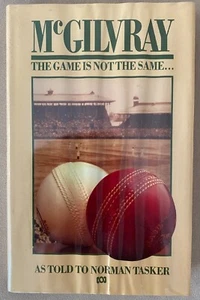 McGILVRAY
THE GAME IS NOT THE SAME...
AS TOLD TO NORMAN TASKER